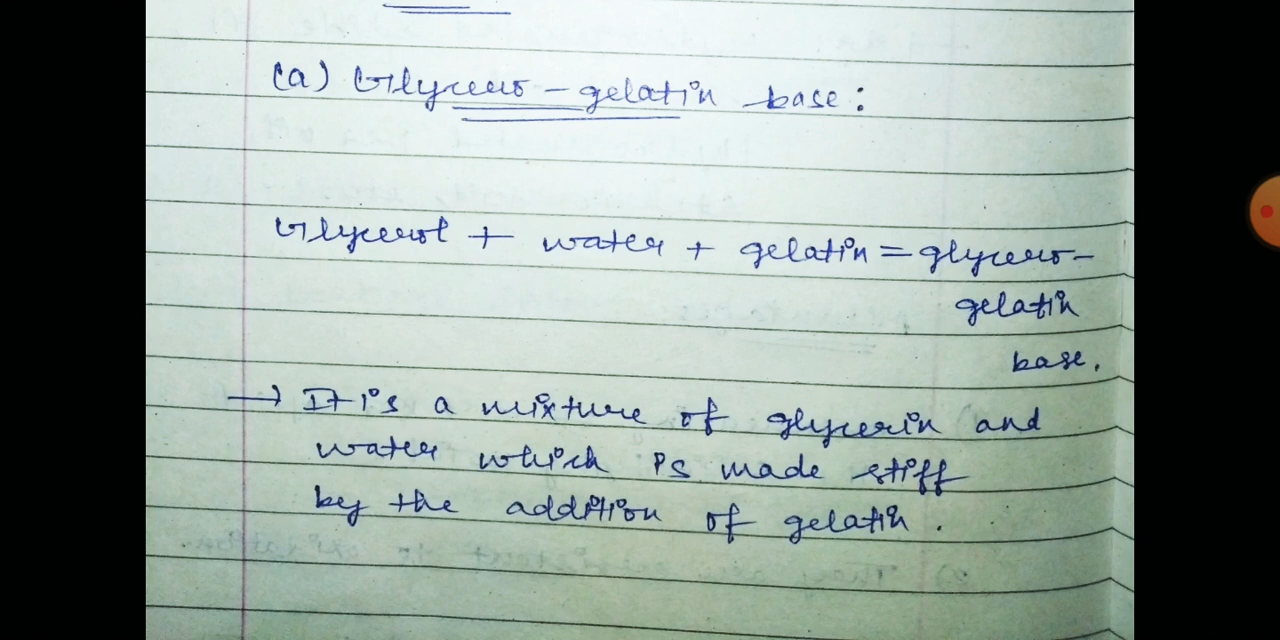 (a) Glycero - gelatin base:
Glycerol + water + gelatin = glycero-
gelatin
base.
→ It is a mixture of glycerin and
water which is made stiff
by the addition of gelatin.